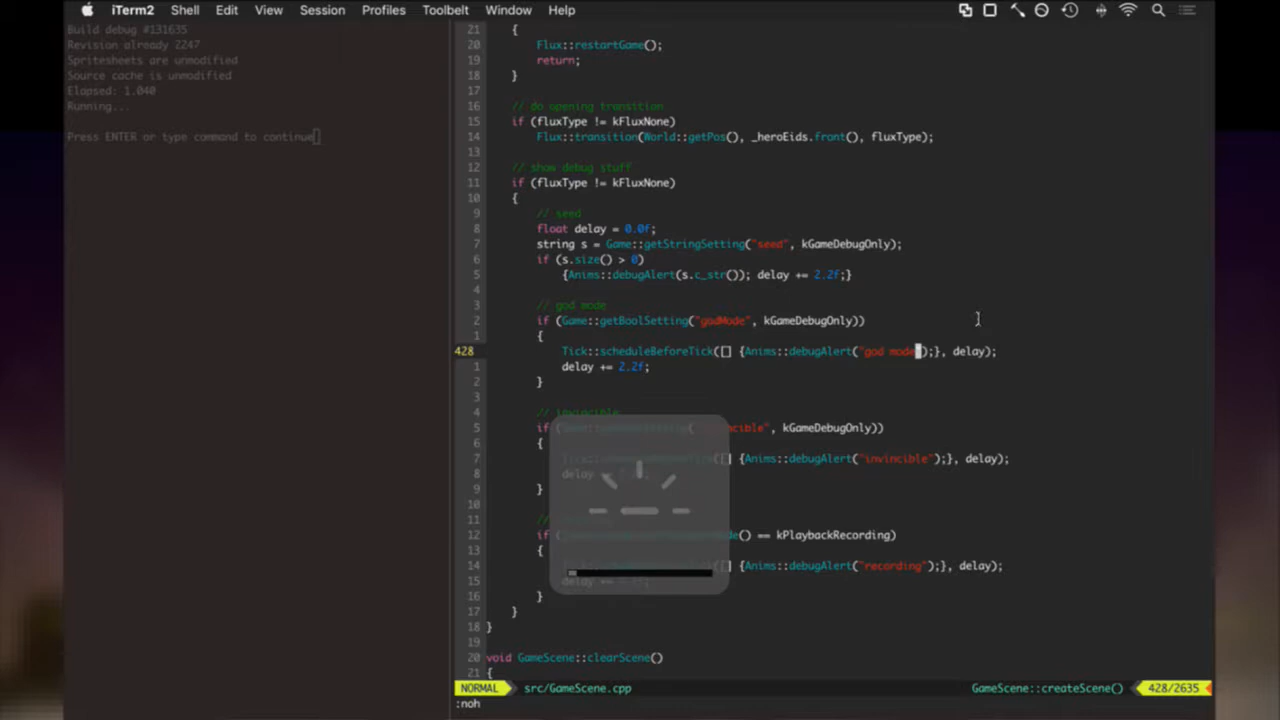 iTerm2 Shell Edit View Session Profiles Toolbelt Window Help
Build debug #131635
Revision already 2247
Spritesheets are unmodified
Source cache is unmodified
Elapsed: 1.040
Running...
Press ENTER or type command to continue
21 {
20 Flux::restartGame();
19 return;
18 }
17
16 // do opening transition
15 if (fluxType != kFluxNone)
14 Flux::transition(World::getPos(), _heroEids.front(), fluxType);
13
12 // show debug stuff
11 if (fluxType != kFluxNone)
10 {
9 // seed
8 float delay = 0.0f;
7 string s = Game::getStringSetting("seed", kGameDebugOnly);
6 if (s.size() > 0)
5 {Anims::debugAlert(s.c_str()); delay += 2.2f;}
4
3 // god mode
2 if (Game::getBoolSetting("godMode", kGameDebugOnly))
1 {
428 Tick::scheduleBeforeTick([] {Anims::debugAlert("god mode");}, delay);
1 delay += 2.2f;
2 }
3
4 // invincible
5 if ( cible", kGameDebugOnly))
6 {
7 [] {Anims::debugAlert("invincible");}, delay);
8 delay
9 }
10
11 //
12 if () == kPlaybackRecording)
13 {
14 [] {Anims::debugAlert("recording");}, delay);
15 delay
16 }
17 }
18 }
19
20 void GameScene::clearScene()
21 {
NORMAL src/GameScene.cpp GameScene::createScene() 428/2635
:noh